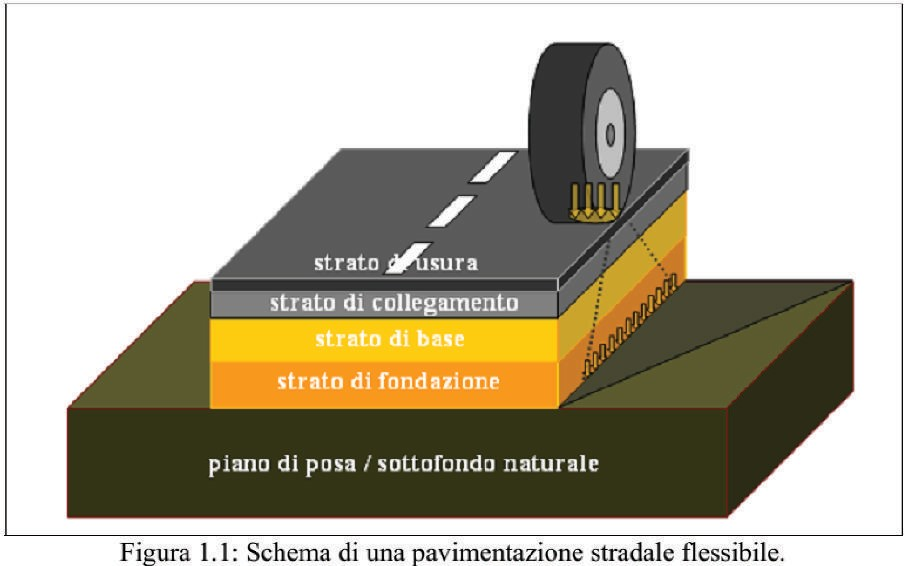 strato di usura
strato di collegamento
strato di base
strato di fondazione
piano di posa / sottofondo naturale
Figura 1.1: Schema di una pavimentazione stradale flessibile.